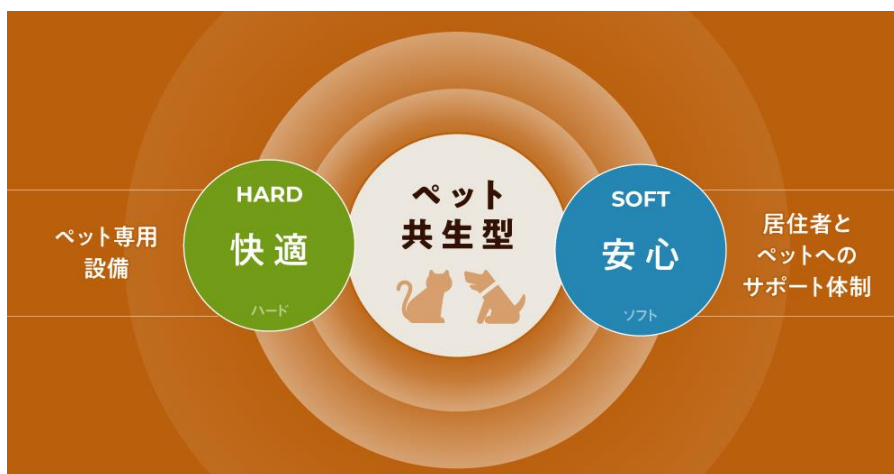 ペット専用
設備
HARD
快適
ハード
ペット
共生型
SOFT
安心
ソフト
居住者と
ペットへの
サポート体制